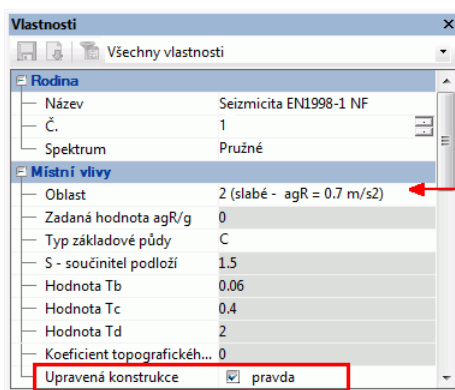 Vlastnosti
Všechny vlastnosti
Rodina
Název Seizmicita EN1998-1 NF
Č. 1
Spektrum Pružné
Místní vlivy
Oblast 2 (slabé - agR = 0.7 m/s2)
Zadaná hodnota agR/g 0
Typ základové půdy C
S - součinitel podloží 1.5
Hodnota Tb 0.06
Hodnota Tc 0.4
Hodnota Td 2
Koeficient topografickéh... 0
Upravená konstrukce pravda